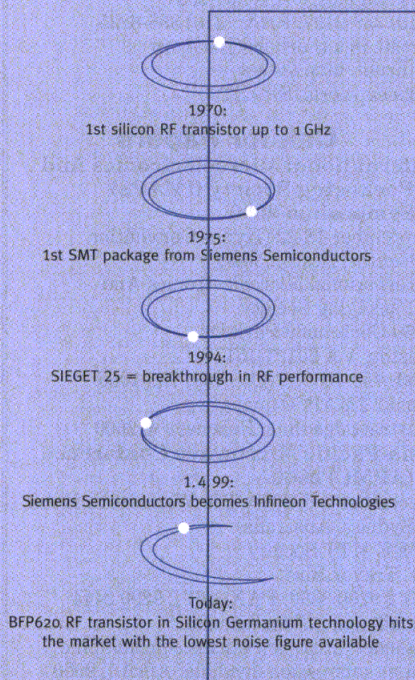 1970:
1st silicon RF transistor up to 1 GHz
1975:
1st SMT package from Siemens Semiconductors
1994:
SIEGET 25 = breakthrough in RF performance
1.4.99:
Siemens Semiconductors becomes Infineon Technologies
Today:
BFP620 RF transistor in Silicon Germanium technology hits
the market with the lowest noise figure available